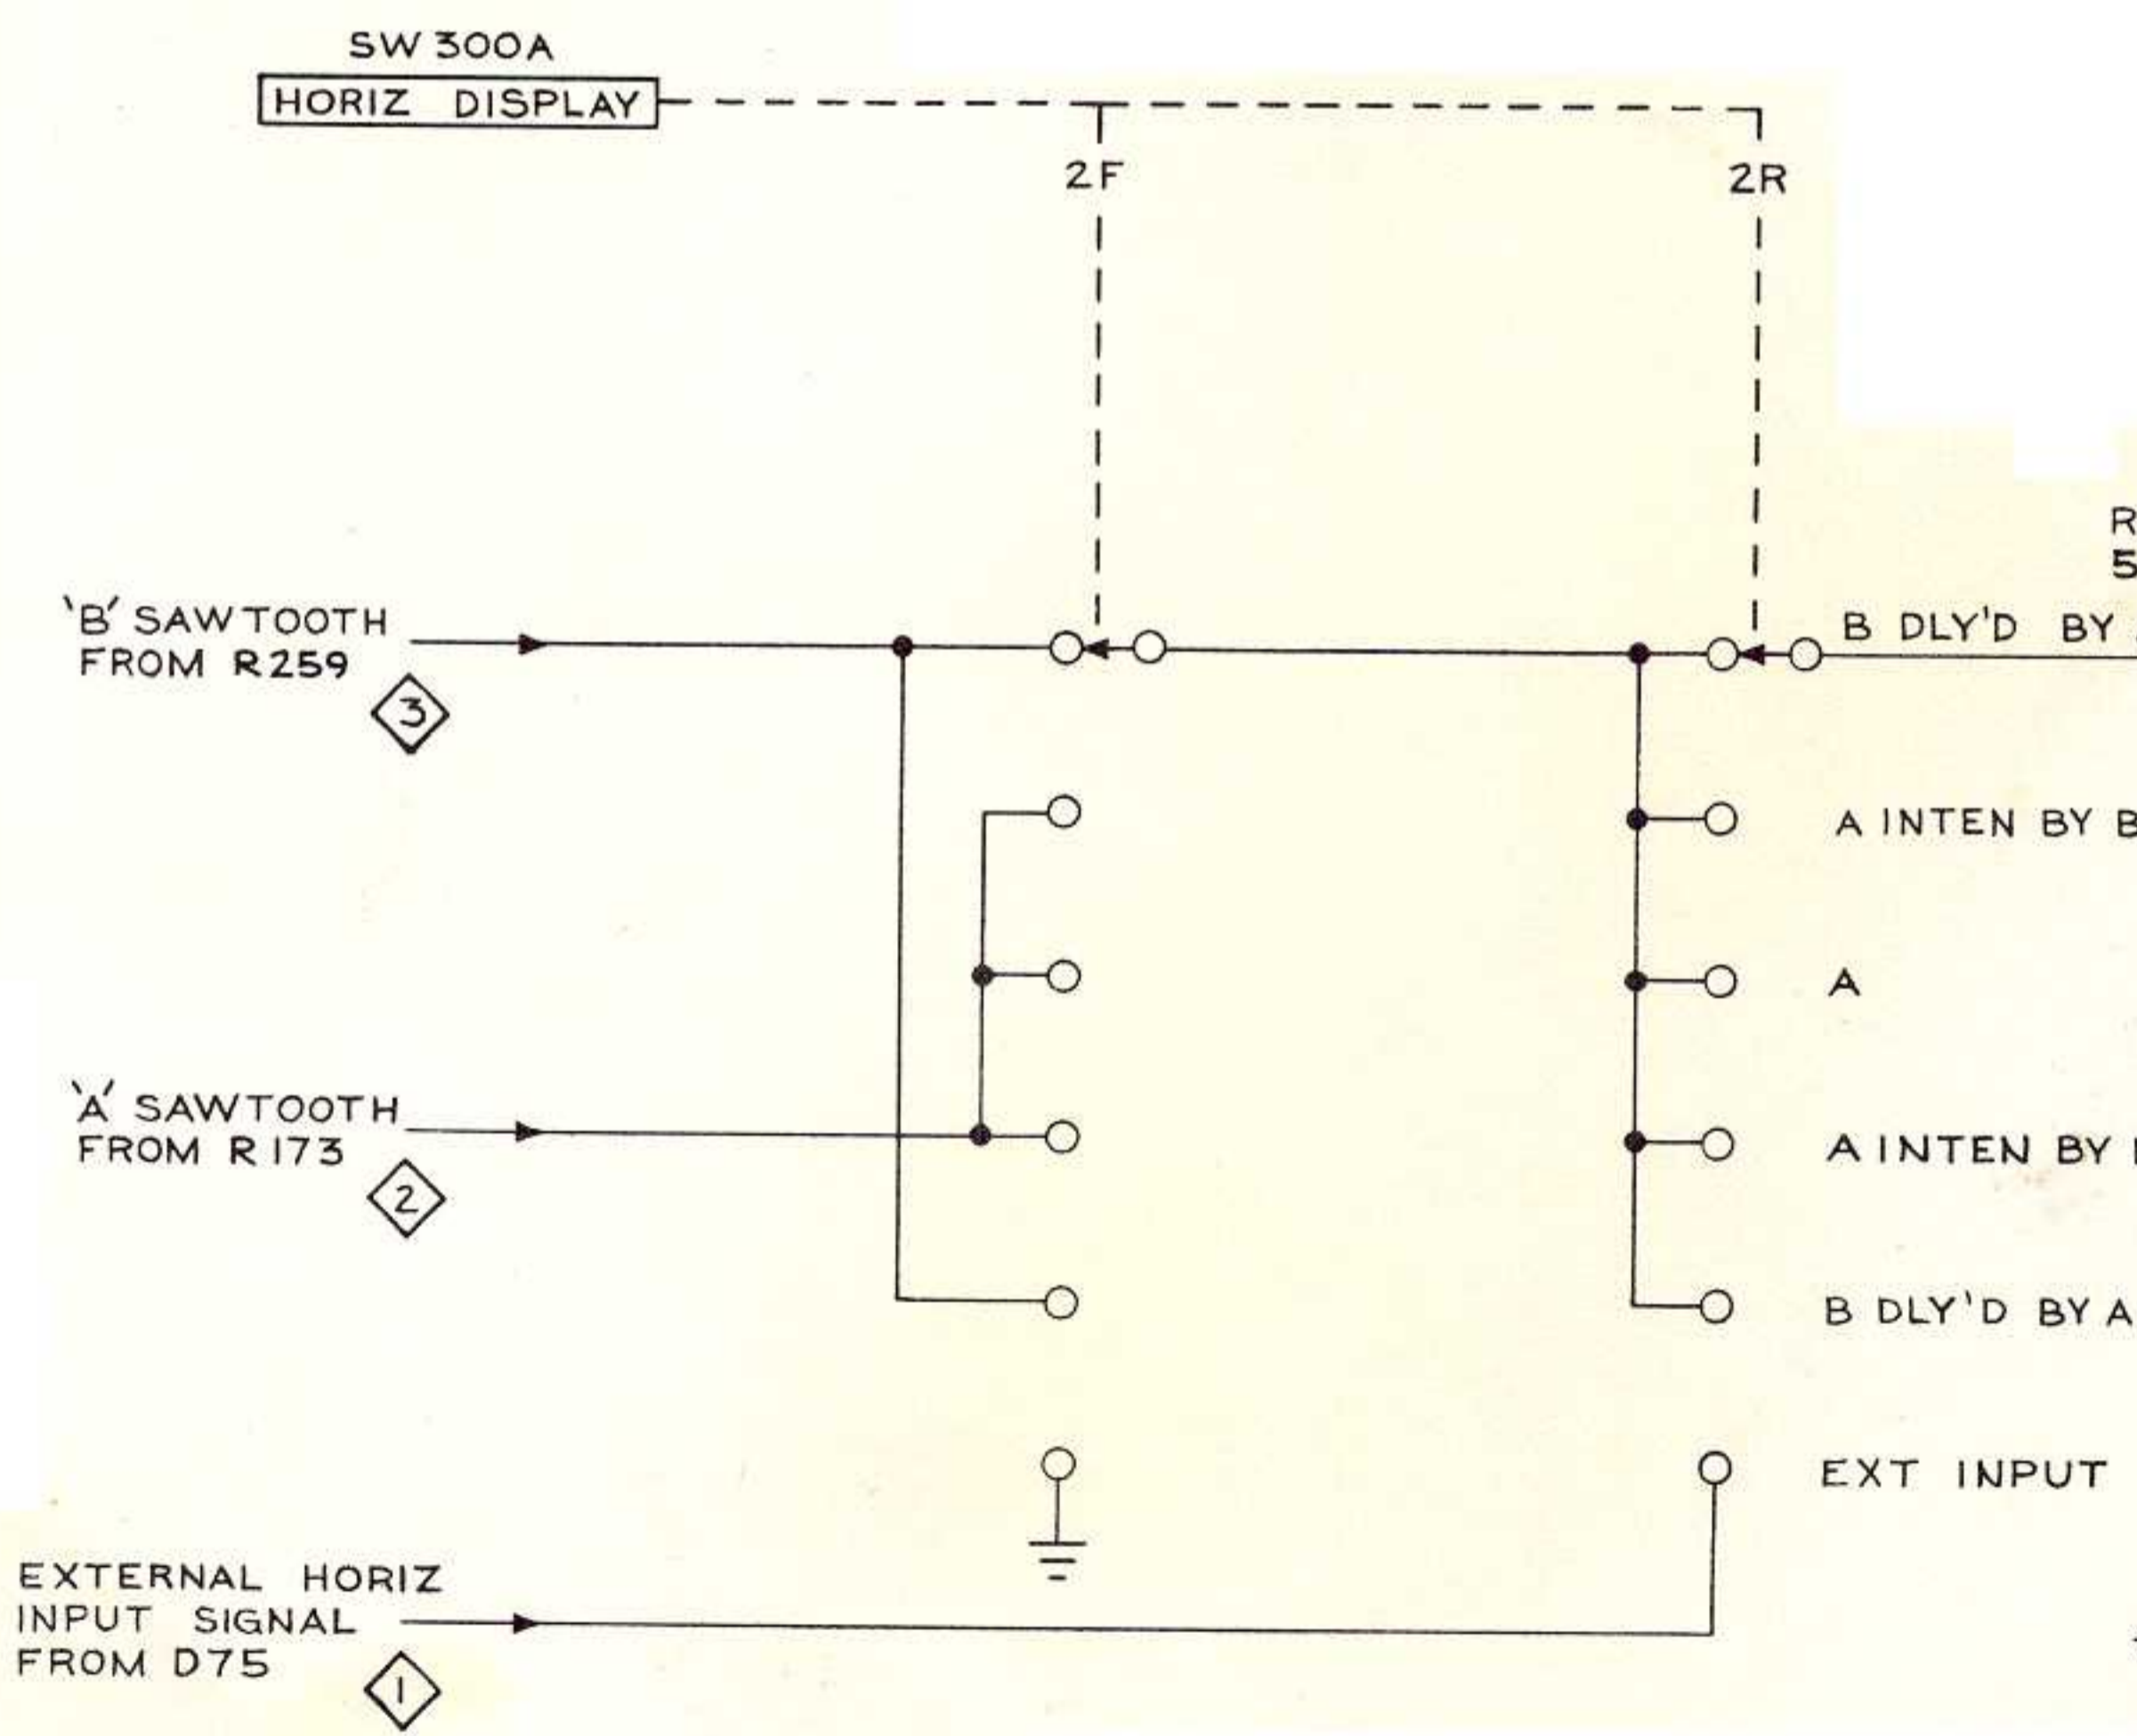 SW 300A
HORIZ DISPLAY
2F
2R
R
5
'B' SAWTOOTH
FROM R259
3
B DLY'D BY
A INTEN BY B
A
'A' SAWTOOTH
FROM R173
2
A INTEN BY
B DLY'D BY A
EXT INPUT
EXTERNAL HORIZ
INPUT SIGNAL
FROM D75
1